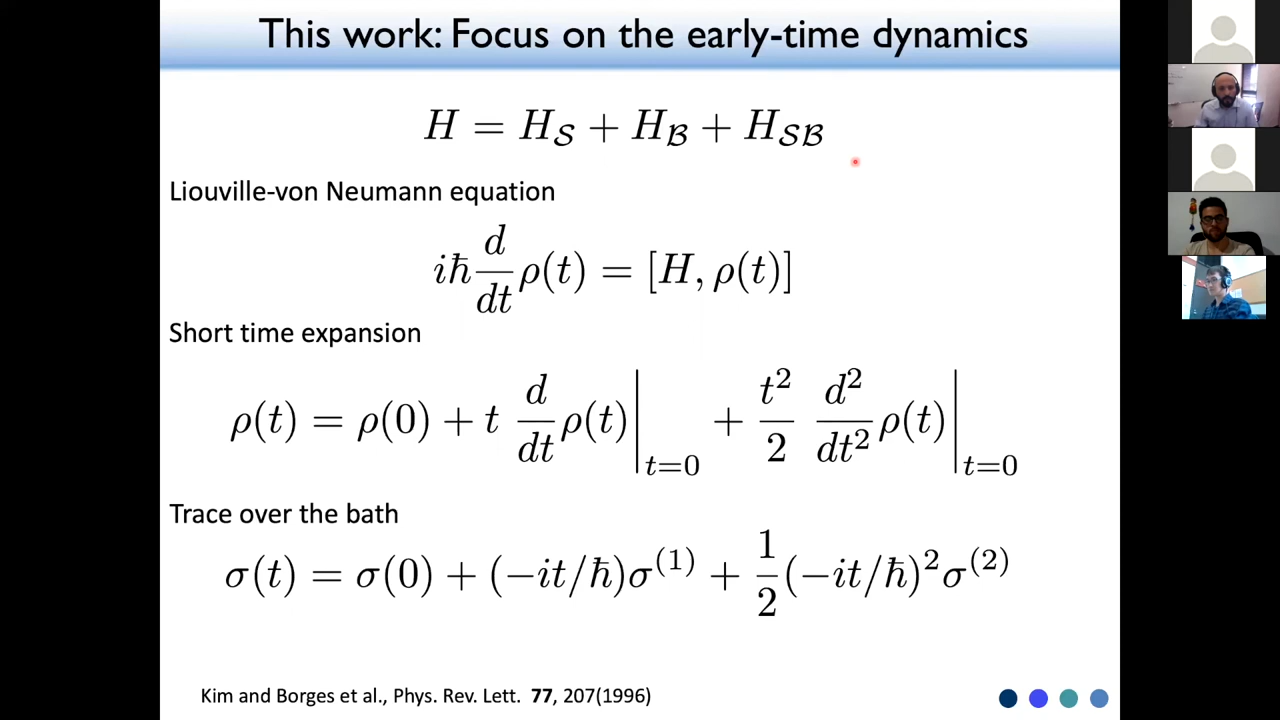 This work: Focus on the early-time dynamics
H = H_𝒮 + H_ℬ + H_𝒮ℬ
Liouville-von Neumann equation
iħ d/dt ρ(t) = [H, ρ(t)]
Short time expansion
ρ(t) = ρ(0) + t d/dt ρ(t)|_{t=0} + t²/2 d²/dt² ρ(t)|_{t=0}
Trace over the bath
σ(t) = σ(0) + (−it/ħ)σ^{(1)} + 1/2 (−it/ħ)²σ^{(2)}
Kim and Borges et al., Phys. Rev. Lett. 77, 207(1996)